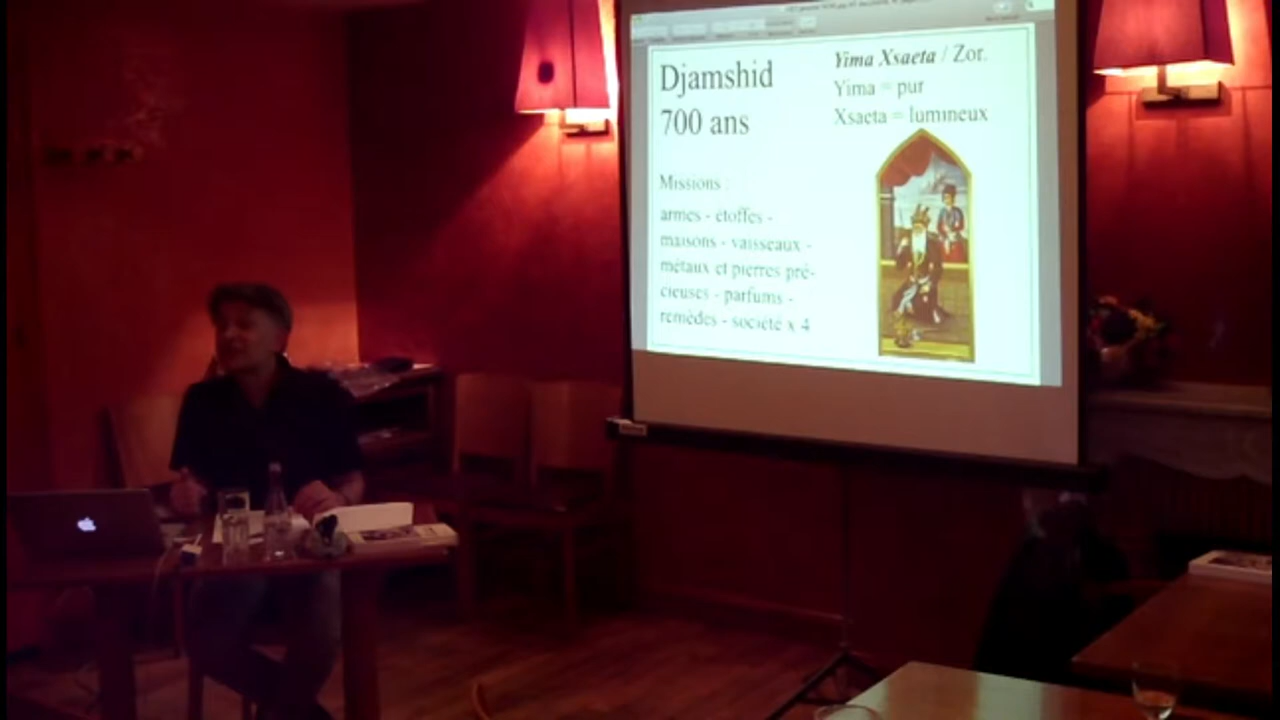 Djamshid
700 ans
Missions :
armes - étoffes -
maisons - vaisseaux -
métaux et pierres pré-
cieuses - parfums -
remèdes - société x 4
Yima Xsaeta / Zor.
Yima = pur
Xsaeta = lumineux